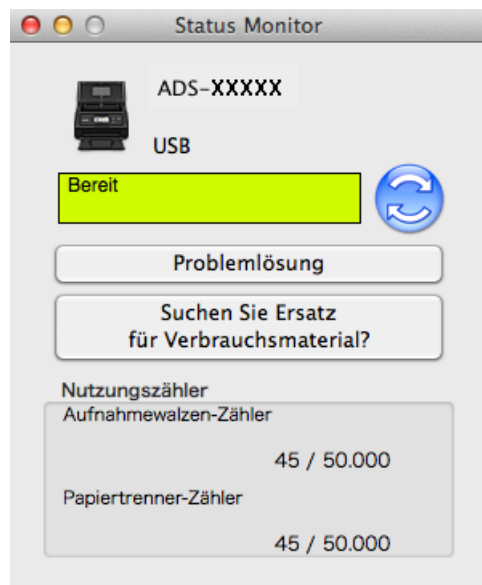 Status Monitor
ADS-XXXXX
USB
Bereit
Problemlösung
Suchen Sie Ersatz
für Verbrauchsmaterial?
Nutzungszähler
Aufnahmewalzen-Zähler
45 / 50.000
Papiertrenner-Zähler
45 / 50.000